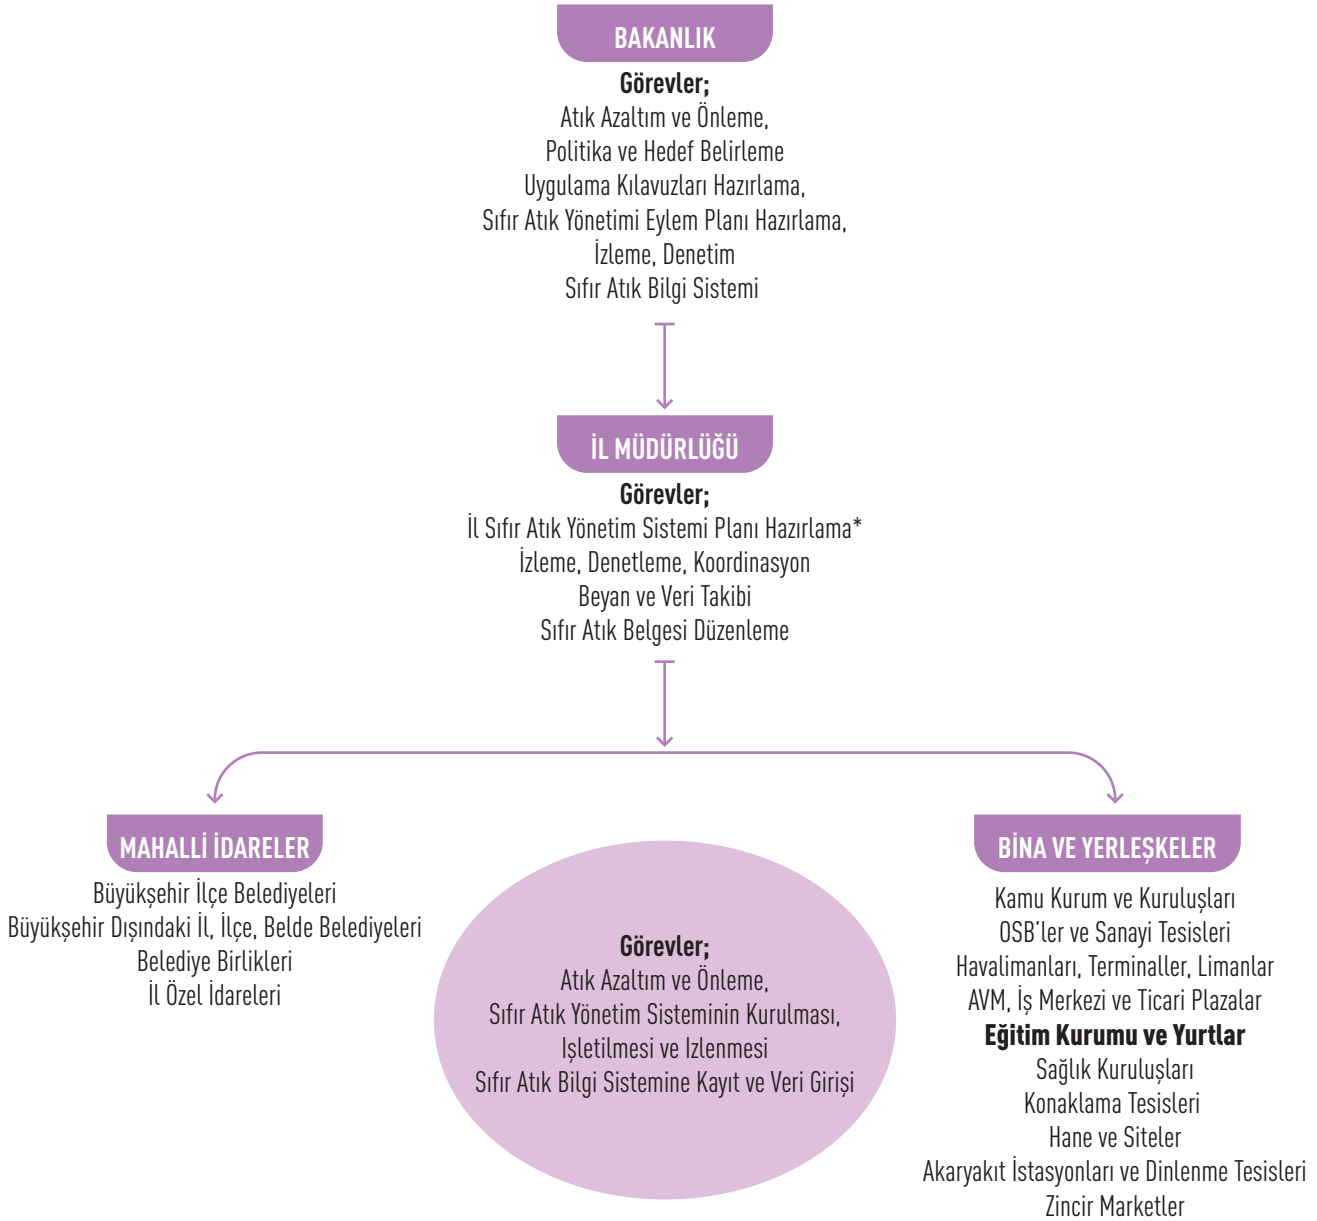 BAKANLIK
Görevler;
Atık Azaltım ve Önleme,
Politika ve Hedef Belirleme
Uygulama Kılavuzları Hazırlama,
Sıfır Atık Yönetimi Eylem Planı Hazırlama,
İzleme, Denetim
Sıfır Atık Bilgi Sistemi
İL MÜDÜRLÜĞÜ
Görevler;
İl Sıfır Atık Yönetim Sistemi Planı Hazırlama*
İzleme, Denetleme, Koordinasyon
Beyan ve Veri Takibi
Sıfır Atık Belgesi Düzenleme
MAHALLİ İDARELER
Büyükşehir İlçe Belediyeleri
Büyükşehir Dışındaki İl, İlçe, Belde Belediyeleri
Belediye Birlikleri
İl Özel İdareleri
Görevler;
Atık Azaltım ve Önleme,
Sıfır Atık Yönetim Sisteminin Kurulması,
Işletilmesi ve Izlenmesi
Sıfır Atık Bilgi Sistemine Kayıt ve Veri Girişi
BİNA VE YERLEŞKELER
Kamu Kurum ve Kuruluşları
OSB'ler ve Sanayi Tesisleri
Havalimanları, Terminaller, Limanlar
AVM, İş Merkezi ve Ticari Plazalar
Eğitim Kurumu ve Yurtlar
Sağlık Kuruluşları
Konaklama Tesisleri
Hane ve Siteler
Akaryakıt İstasyonları ve Dinlenme Tesisleri
Zincir Marketler